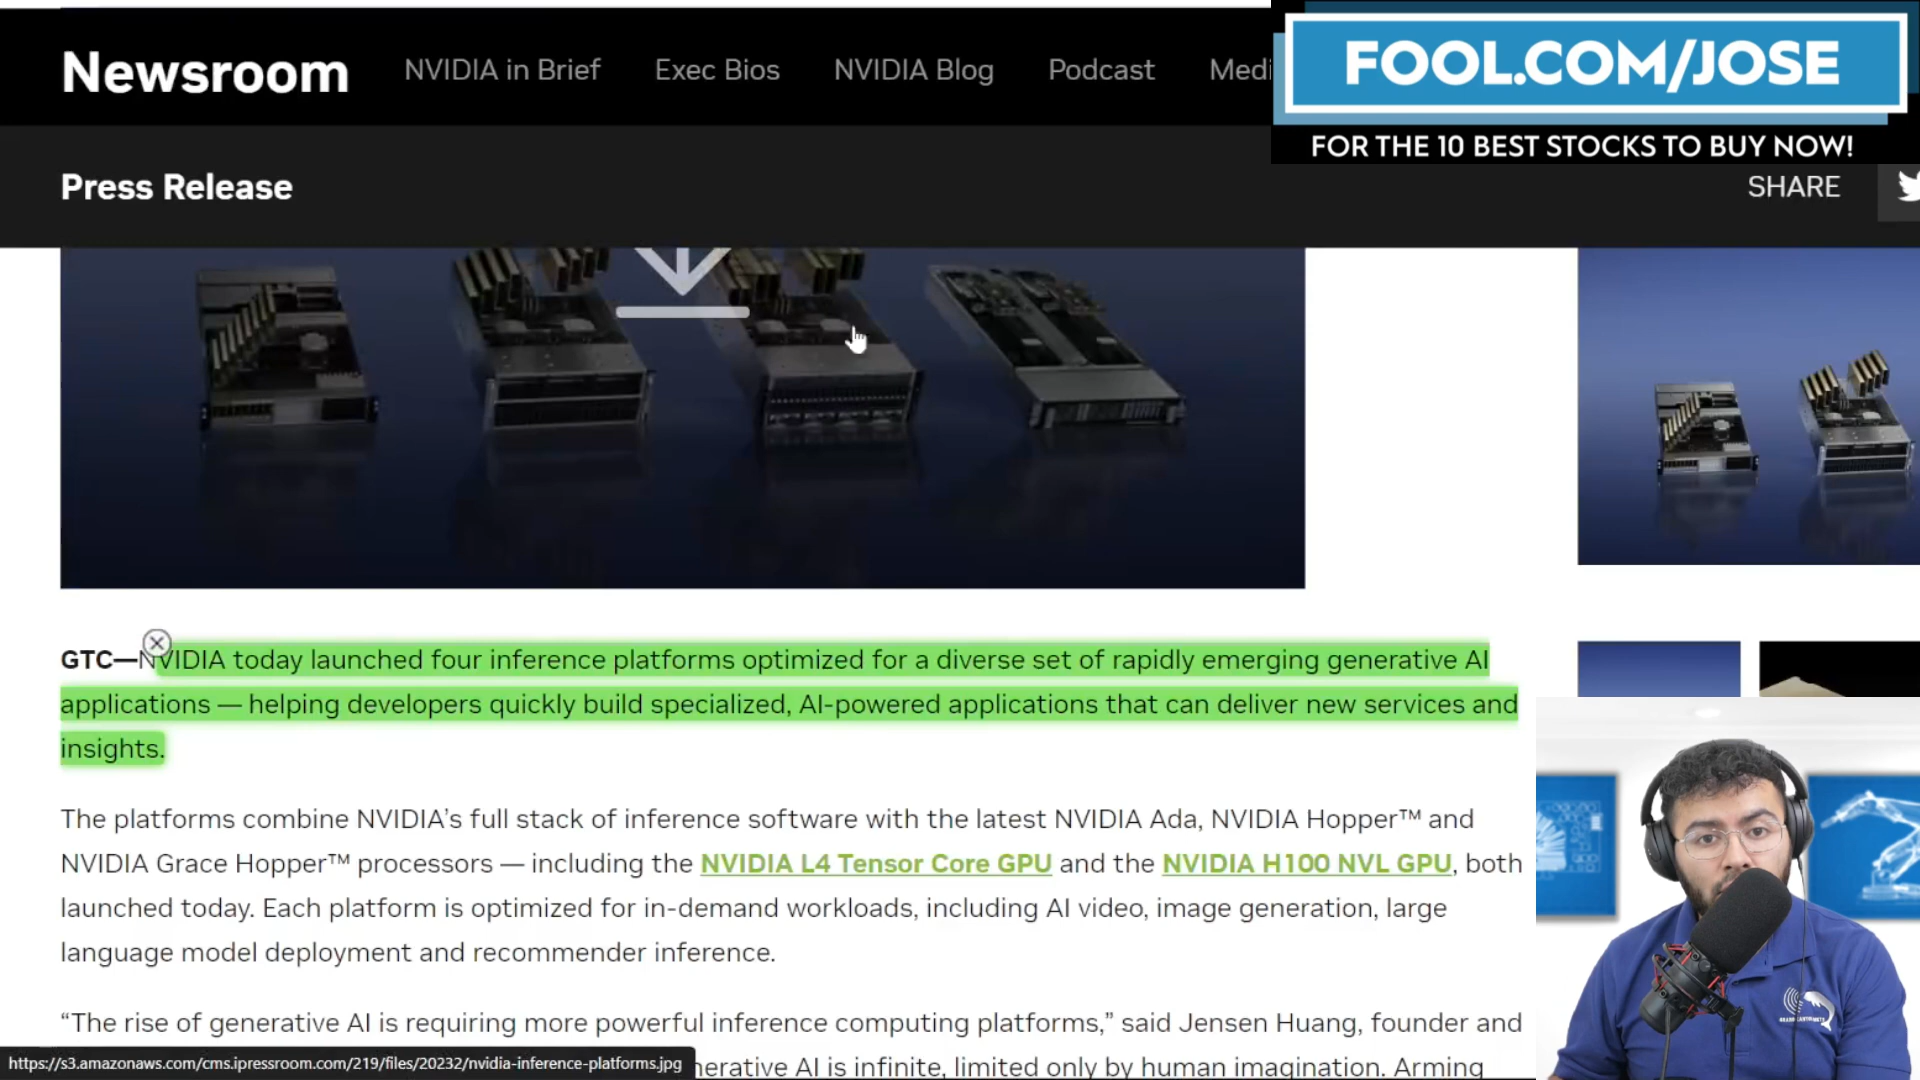 Newsroom
NVIDIA in Brief
Exec Bios
NVIDIA Blog
Podcast
Medi
FOOL.COM/JOSE
FOR THE 10 BEST STOCKS TO BUY NOW!
Press Release
SHARE
GTC—NVIDIA today launched four inference platforms optimized for a diverse set of rapidly emerging generative AI
applications — helping developers quickly build specialized, AI-powered applications that can deliver new services and
insights.
The platforms combine NVIDIA’s full stack of inference software with the latest NVIDIA Ada, NVIDIA Hopper™ and
NVIDIA Grace Hopper™ processors — including the NVIDIA L4 Tensor Core GPU and the NVIDIA H100 NVL GPU, both
launched today. Each platform is optimized for in-demand workloads, including AI video, image generation, large
language model deployment and recommender inference.
“The rise of generative AI is requiring more powerful inference computing platforms,” said Jensen Huang, founder and
nerative AI is infinite, limited only by human imagination. Arming
https://s3.amazonaws.com/cms.ipressroom.com/219/files/20232/nvidia-inference-platforms.jpg